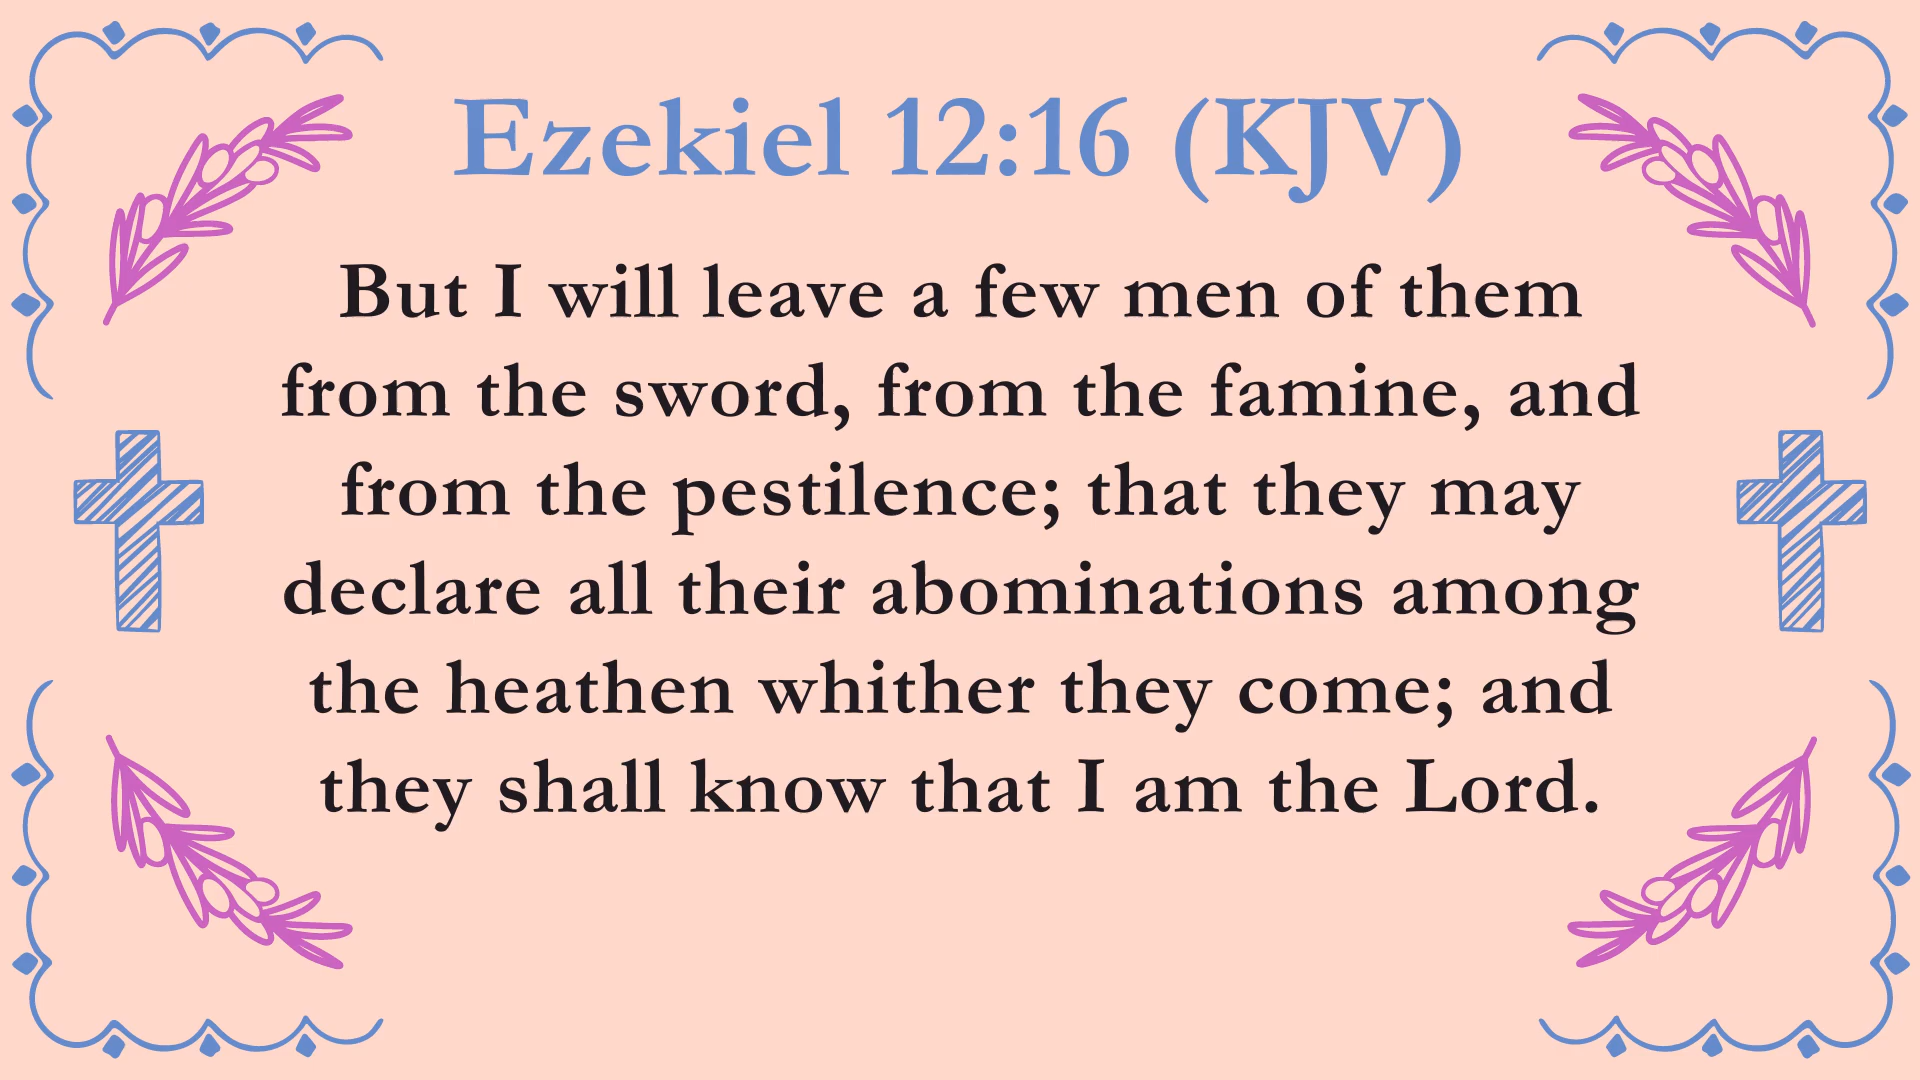 Ezekiel 12:16 (KJV)
But I will leave a few men of them
from the sword, from the famine, and
from the pestilence; that they may
declare all their abominations among
the heathen whither they come; and
they shall know that I am the Lord.